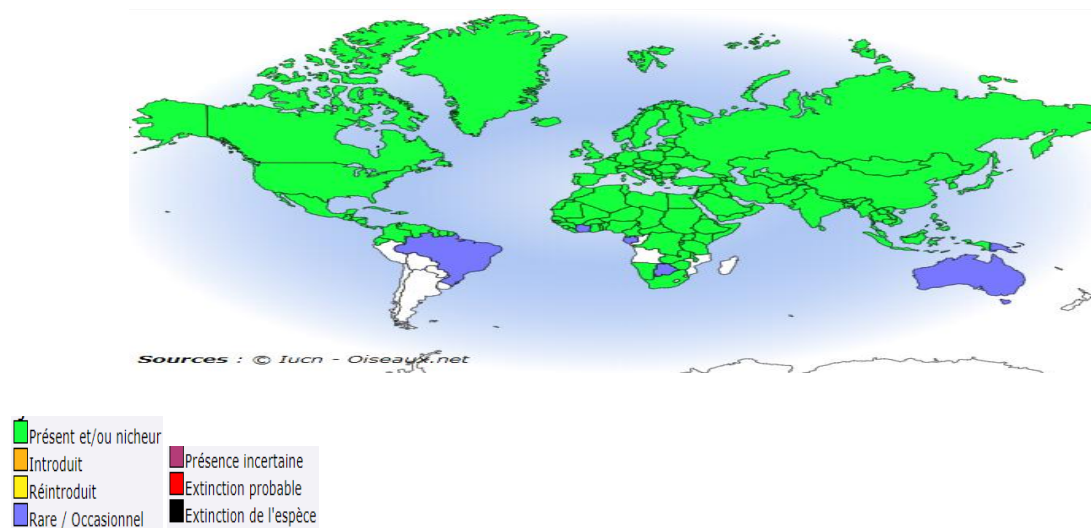 Sources : © Iucn - Oiseaux.net
Présent et/ou nicheur
Introduit
Réintroduit
Rare / Occasionnel
Présence incertaine
Extinction probable
Extinction de l'espèce